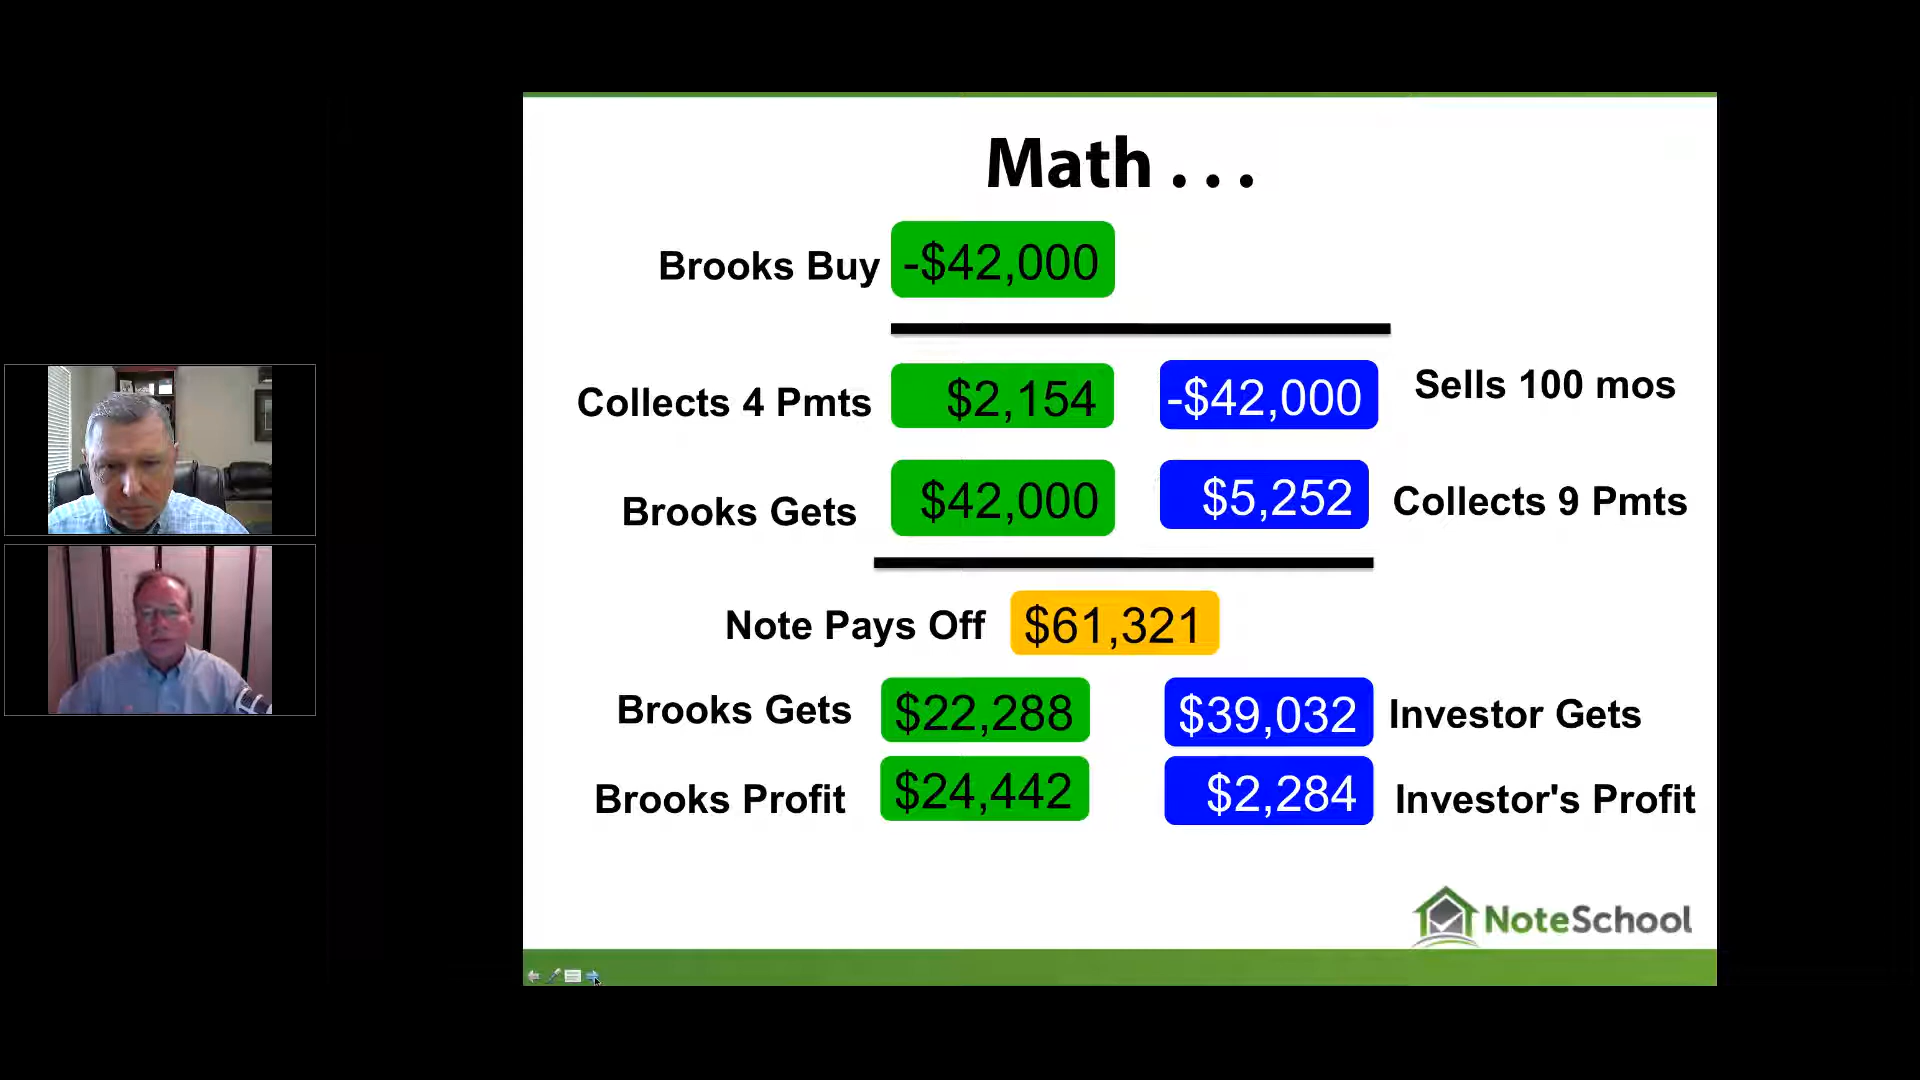 Math . . .
Brooks Buy -$42,000
Collects 4 Pmts $2,154 -$42,000 Sells 100 mos
Brooks Gets $42,000 $5,252 Collects 9 Pmts
Note Pays Off $61,321
Brooks Gets $22,288 $39,032 Investor Gets
Brooks Profit $24,442 $2,284 Investor's Profit
NoteSchool